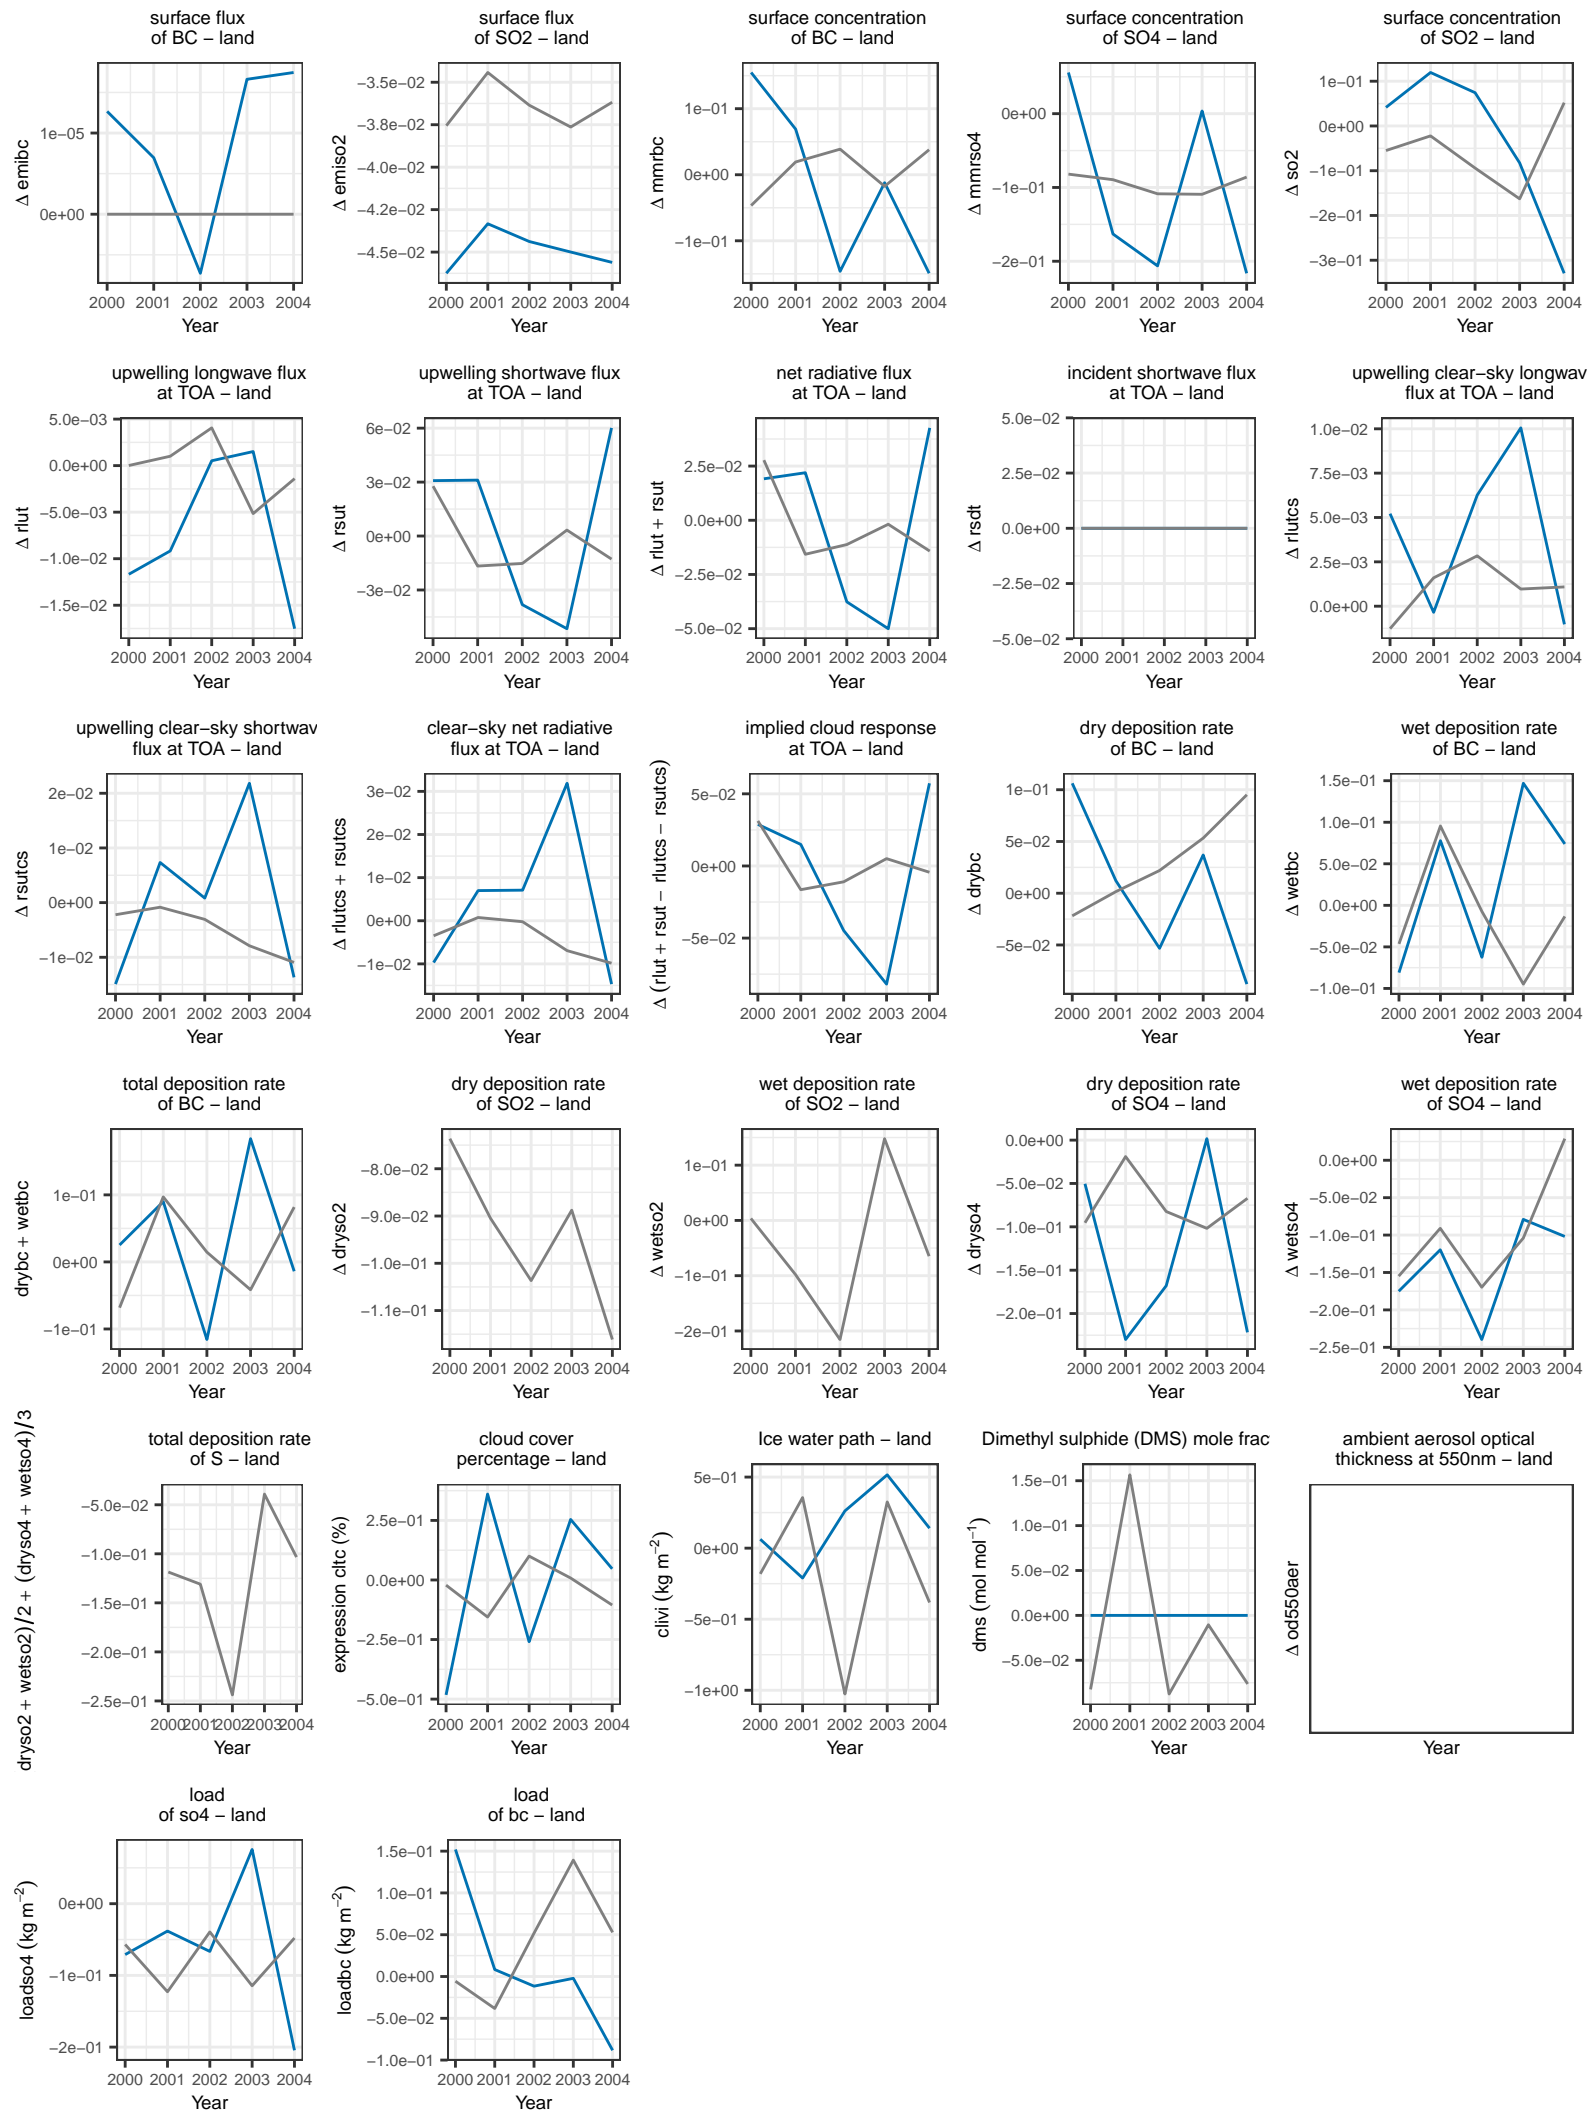 surface flux
of BC − land
surface flux
of SO2 − land
surface concentration
of BC − land
surface concentration
of SO4 − land
surface concentration
of SO2 − land
Δ emibc
1e−05
0e+00
2000 2001 2002 2003 2004
Year
Δ emiso2
−3.5e−02
−3.8e−02
−4.0e−02
−4.2e−02
−4.5e−02
2000 2001 2002 2003 2004
Year
Δ mmrbc
1e−01
0e+00
−1e−01
2000 2001 2002 2003 2004
Year
Δ mmrso4
0e+00
−1e−01
−2e−01
2000 2001 2002 2003 2004
Year
Δ so2
1e−01
0e+00
−1e−01
−2e−01
−3e−01
2000 2001 2002 2003 2004
Year
upwelling longwave flux
at TOA − land
upwelling shortwave flux
at TOA − land
net radiative flux
at TOA − land
incident shortwave flux
at TOA − land
upwelling clear−sky longwav
flux at TOA − land
Δ rlut
5.0e−03
0.0e+00
−5.0e−03
−1.0e−02
−1.5e−02
2000 2001 2002 2003 2004
Year
Δ rsut
6e−02
3e−02
0e+00
−3e−02
2000 2001 2002 2003 2004
Year
Δ rlut + rsut
2.5e−02
0.0e+00
−2.5e−02
−5.0e−02
2000 2001 2002 2003 2004
Year
Δ rsdt
5.0e−02
2.5e−02
0.0e+00
−2.5e−02
−5.0e−02
2000 2001 2002 2003 2004
Year
Δ rlutcs
1.0e−02
7.5e−03
5.0e−03
2.5e−03
0.0e+00
2000 2001 2002 2003 2004
Year
upwelling clear−sky shortwav
flux at TOA − land
clear−sky net radiative
flux at TOA − land
implied cloud response
at TOA − land
dry deposition rate
of BC − land
wet deposition rate
of BC − land
Δ rsutcs
2e−02
1e−02
0e+00
−1e−02
2000 2001 2002 2003 2004
Year
Δ rlutcs + rsutcs
3e−02
2e−02
1e−02
0e+00
−1e−02
2000 2001 2002 2003 2004
Year
Δ (rlut + rsut − rlutcs − rsutcs)
5e−02
0e+00
−5e−02
2000 2001 2002 2003 2004
Year
Δ drybc
1e−01
5e−02
0e+00
−5e−02
2000 2001 2002 2003 2004
Year
Δ wetbc
1.5e−01
1.0e−01
5.0e−02
0.0e+00
−5.0e−02
−1.0e−01
2000 2001 2002 2003 2004
Year
total deposition rate
of BC − land
dry deposition rate
of SO2 − land
wet deposition rate
of SO2 − land
dry deposition rate
of SO4 − land
wet deposition rate
of SO4 − land
drybc + wetbc
1e−01
0e+00
−1e−01
2000 2001 2002 2003 2004
Year
Δ dryso2
−8.0e−02
−9.0e−02
−1.0e−01
−1.1e−01
2000 2001 2002 2003 2004
Year
Δ wetso2
1e−01
0e+00
−1e−01
−2e−01
2000 2001 2002 2003 2004
Year
Δ dryso4
0.0e+00
−5.0e−02
−1.0e−01
−1.5e−01
−2.0e−01
2000 2001 2002 2003 2004
Year
Δ wetso4
0.0e+00
−5.0e−02
−1.0e−01
−1.5e−01
−2.0e−01
−2.5e−01
2000 2001 2002 2003 2004
Year
total deposition rate
of S − land
cloud cover
percentage − land
Ice water path − land
Dimethyl sulphide (DMS) mole frac
ambient aerosol optical
thickness at 550nm − land
dryso2 + wetso2)/2 + (dryso4 + wetso4)/3
−5.0e−02
−1.0e−01
−1.5e−01
−2.0e−01
−2.5e−01
2000 2001 2002 2003 2004
Year
expression cltc (%)
2.5e−01
0.0e+00
−2.5e−01
−5.0e−01
2000 2001 2002 2003 2004
Year
clivi (kg m−2)
5e−01
0e+00
−5e−01
−1e+00
2000 2001 2002 2003 2004
Year
dms (mol mol−1)
1.5e−01
1.0e−01
5.0e−02
0.0e+00
−5.0e−02
2000 2001 2002 2003 2004
Year
Δ od550aer
Year
load
of so4 − land
load
of bc − land
loadso4 (kg m−2)
0e+00
−1e−01
−2e−01
2000 2001 2002 2003 2004
Year
loadbc (kg m−2)
1.5e−01
1.0e−01
5.0e−02
0.0e+00
−5.0e−02
−1.0e−01
2000 2001 2002 2003 2004
Year